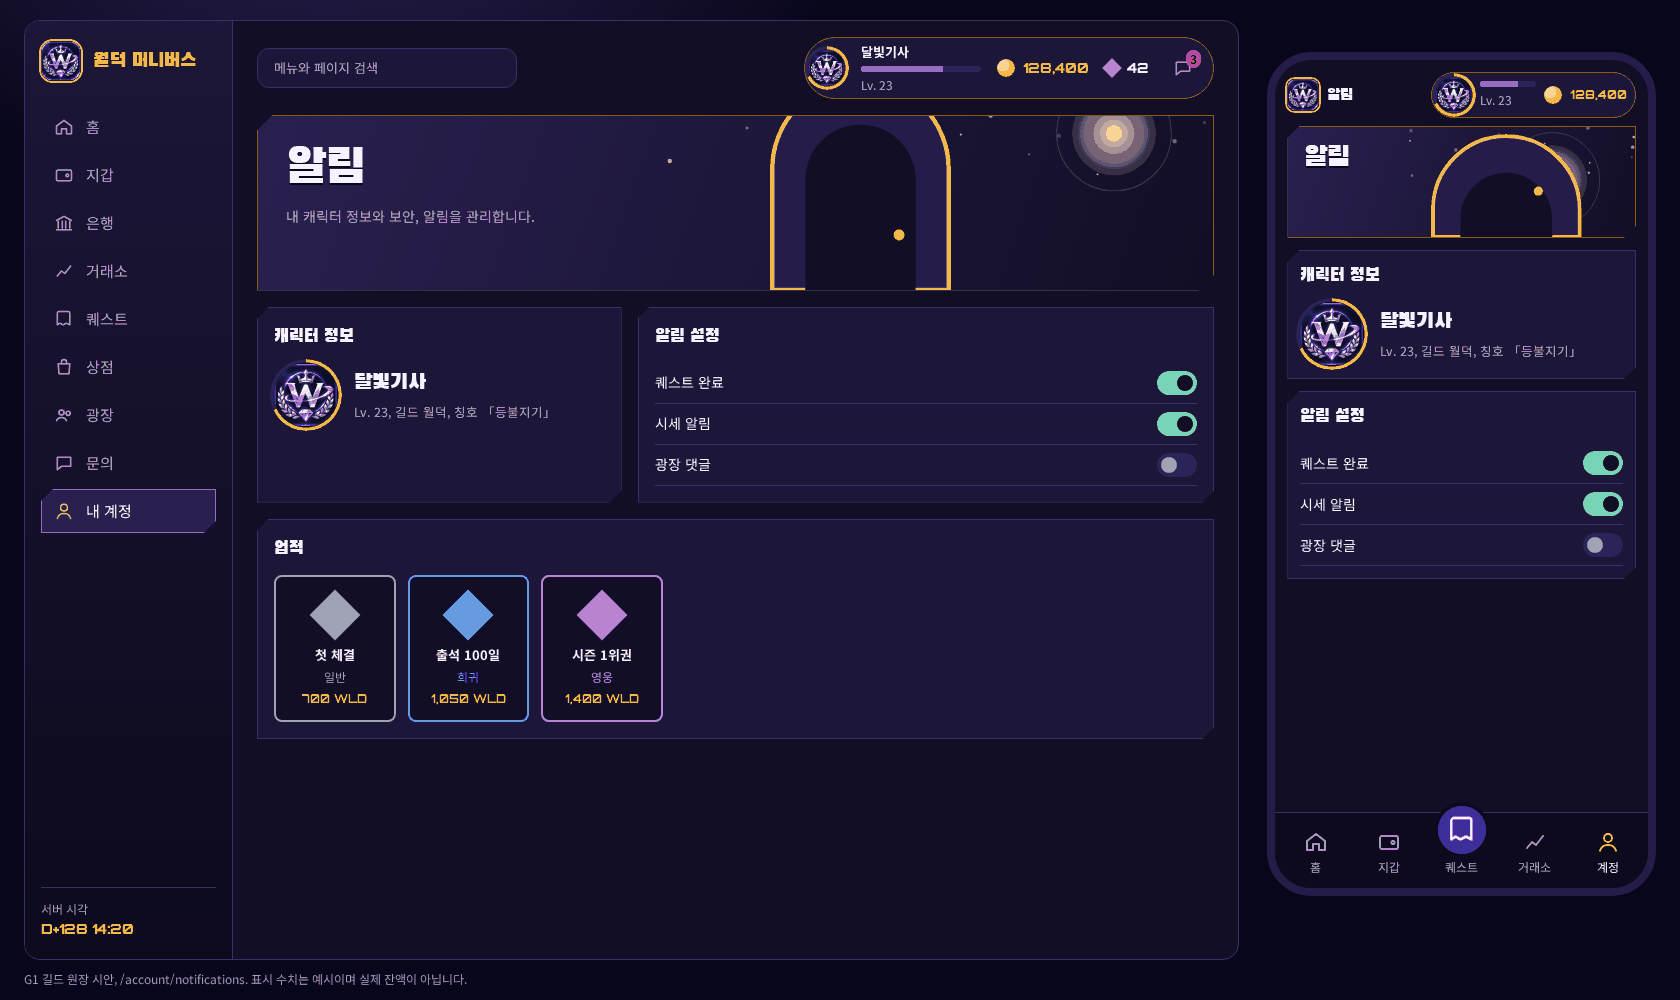 월덕 머니버스
홈
지갑
은행
거래소
퀘스트
상점
광장
문의
내 계정
서버 시각
D+128 14:20
메뉴와 페이지 검색
달빛기사
Lv. 23
128,400
42
3
알림
내 캐릭터 정보와 보안, 알림을 관리합니다.
캐릭터 정보
달빛기사
Lv. 23, 길드 월덕, 칭호 「등불지기」
알림 설정
퀘스트 완료
시세 알림
광장 댓글
업적
첫 체결
일반
700 WLD
출석 100일
희귀
1,050 WLD
시즌 1위권
영웅
1,400 WLD
G1 길드 원장 시안, /account/notifications. 표시 수치는 예시이며 실제 잔액이 아닙니다.
알림
Lv. 23
128,400
알림
캐릭터 정보
달빛기사
Lv. 23, 길드 월덕, 칭호 「등불지기」
알림 설정
퀘스트 완료
시세 알림
광장 댓글
홈
지갑
퀘스트
거래소
계정